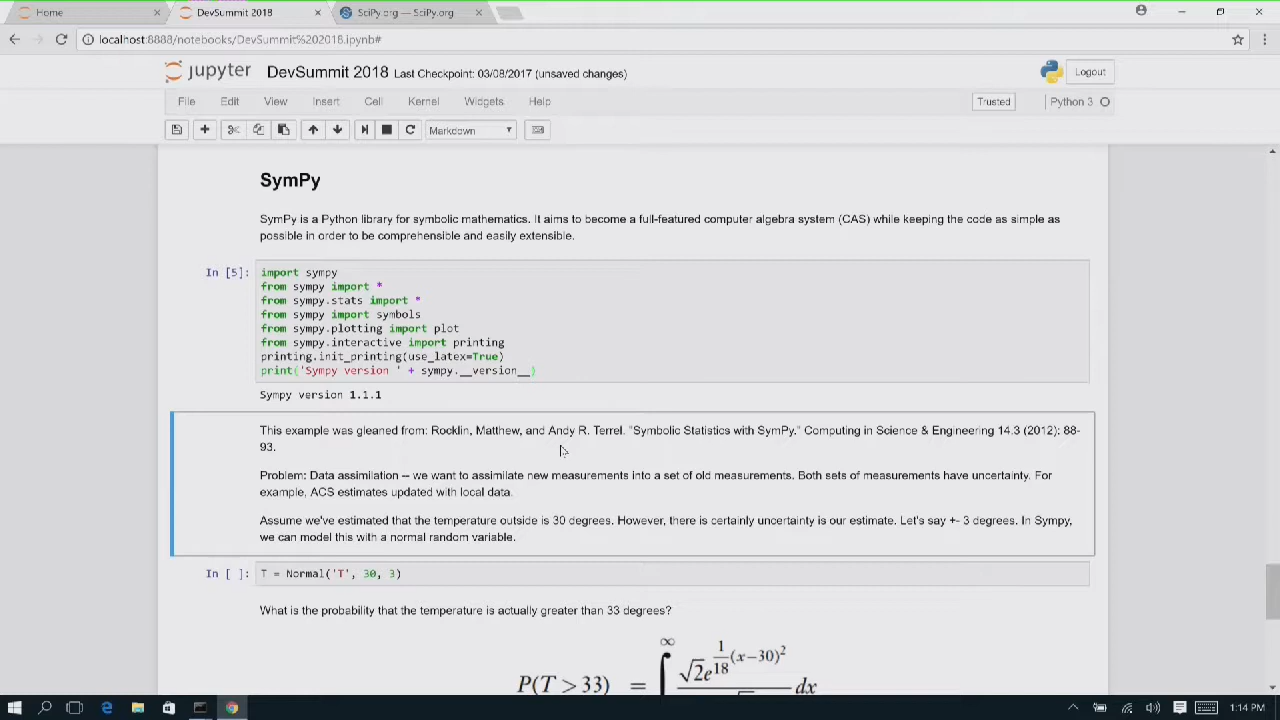 Home
DevSummit 2018
SciPy.org — SciPy.org
localhost:8888/notebooks/DevSummit%202018.ipynb#
jupyter DevSummit 2018 Last Checkpoint: 03/08/2017 (unsaved changes)
Logout
File Edit View Insert Cell Kernel Widgets Help
Trusted
Python 3
Markdown
SymPy
SymPy is a Python library for symbolic mathematics. It aims to become a full-featured computer algebra system (CAS) while keeping the code as simple as
possible in order to be comprehensible and easily extensible.
In [5]: import sympy
from sympy import *
from sympy.stats import *
from sympy import symbols
from sympy.plotting import plot
from sympy.interactive import printing
printing.init_printing(use_latex=True)
print('Sympy version ' + sympy.__version__)
Sympy version 1.1.1
This example was gleaned from: Rocklin, Matthew, and Andy R. Terrel. "Symbolic Statistics with SymPy." Computing in Science & Engineering 14.3 (2012): 88-
93.
Problem: Data assimilation -- we want to assimilate new measurements into a set of old measurements. Both sets of measurements have uncertainty. For
example, ACS estimates updated with local data.
Assume we've estimated that the temperature outside is 30 degrees. However, there is certainly uncertainty is our estimate. Let's say +- 3 degrees. In Sympy,
we can model this with a normal random variable.
In [ ]: T = Normal('T', 30, 3)
What is the probability that the temperature is actually greater than 33 degrees?
P(T > 33) = ∫ ∞ √2e 1/18 (x−30)² dx
1:14 PM